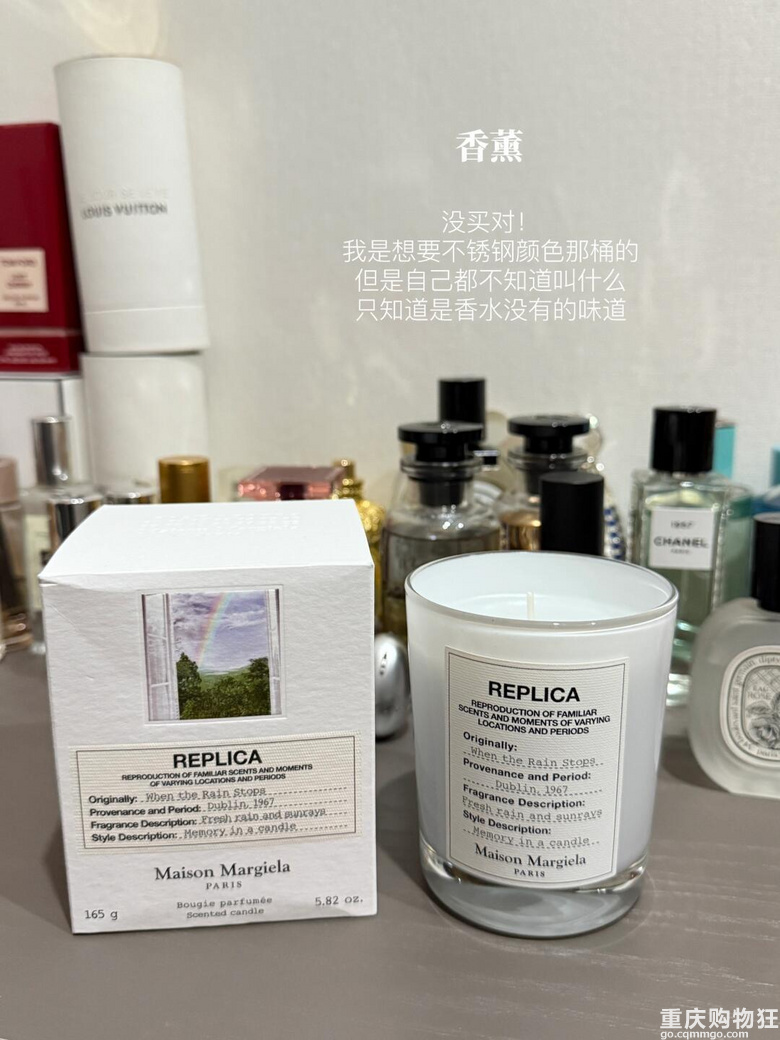 香薰
没买对！
我是想要不锈钢颜色那桶的
但是自己都不知道叫什么
只知道是香水没有的味道
LOUIS VUITTON
1957
CHANEL
PARIS
REPLICA
REPRODUCTION OF FAMILIAR SCENTS AND MOMENTS
OF VARYING LOCATIONS AND PERIODS
Originally: When the Rain Stops
Provenance and Period: Dublin, 1967
Fragrance Description: Fresh rain and sunrays
Style Description: Memory in a candle
Maison Margiela
PARIS
Bougie parfumée
Scented candle
165 g
5.82 oz.
REPLICA
REPRODUCTION OF FAMILIAR
SCENTS AND MOMENTS OF VARYING
LOCATIONS AND PERIODS
Originally:
When the Rain Stops
Provenance and Period:
Dublin, 1967
Fragrance Description:
Fresh rain and sunrays
Style Description:
Memory in a candle
Maison Margiela
PARIS
重庆购物狂
go.cqmmgo.com